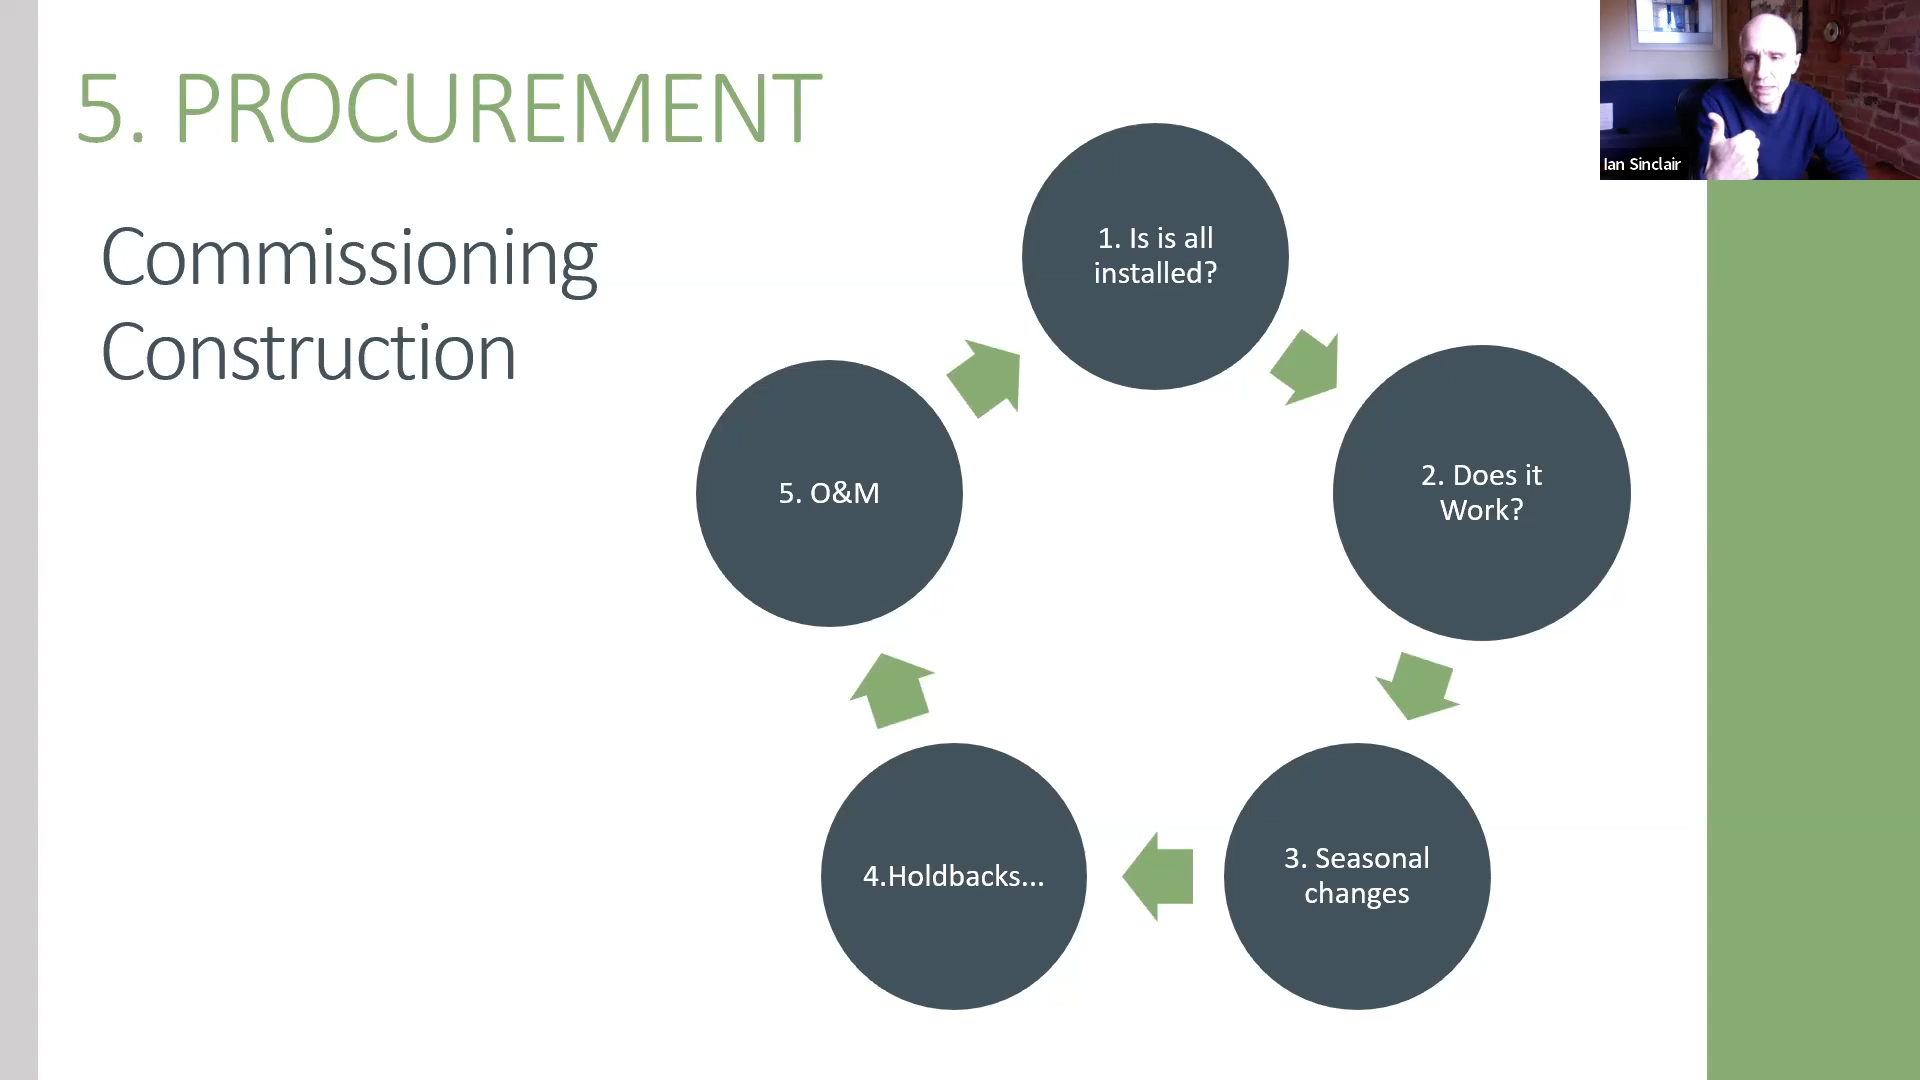 5. PROCUREMENT
Commissioning
Construction
1. Is is all
installed?
2. Does it
Work?
3. Seasonal
changes
4.Holdbacks...
5. O&M
Ian Sinclair